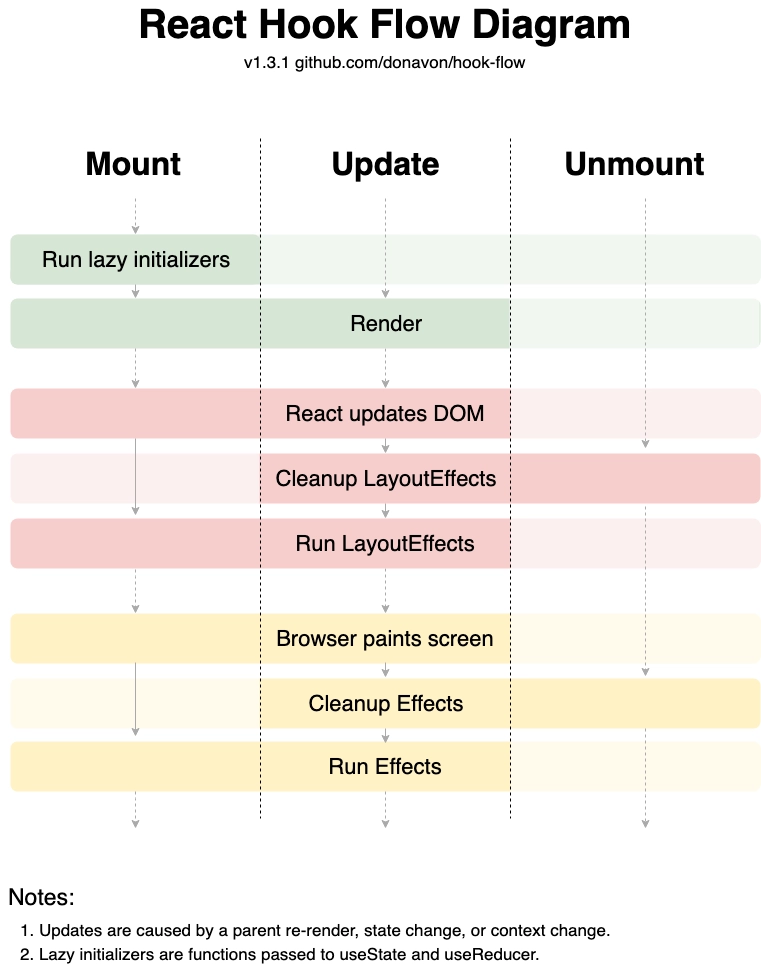 React Hook Flow Diagram
v1.3.1 github.com/donavon/hook-flow
Mount Update Unmount
Run lazy initializers
Render
React updates DOM
Cleanup LayoutEffects
Run LayoutEffects
Browser paints screen
Cleanup Effects
Run Effects
Notes:
1. Updates are caused by a parent re-render, state change, or context change.
2. Lazy initializers are functions passed to useState and useReducer.